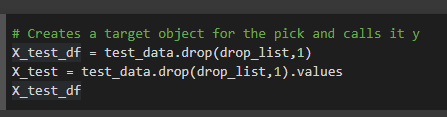 # Creates a target object for the pick and calls it y
X_test_df = test_data.drop(drop_list,1)
X_test = test_data.drop(drop_list,1).values
X_test_df